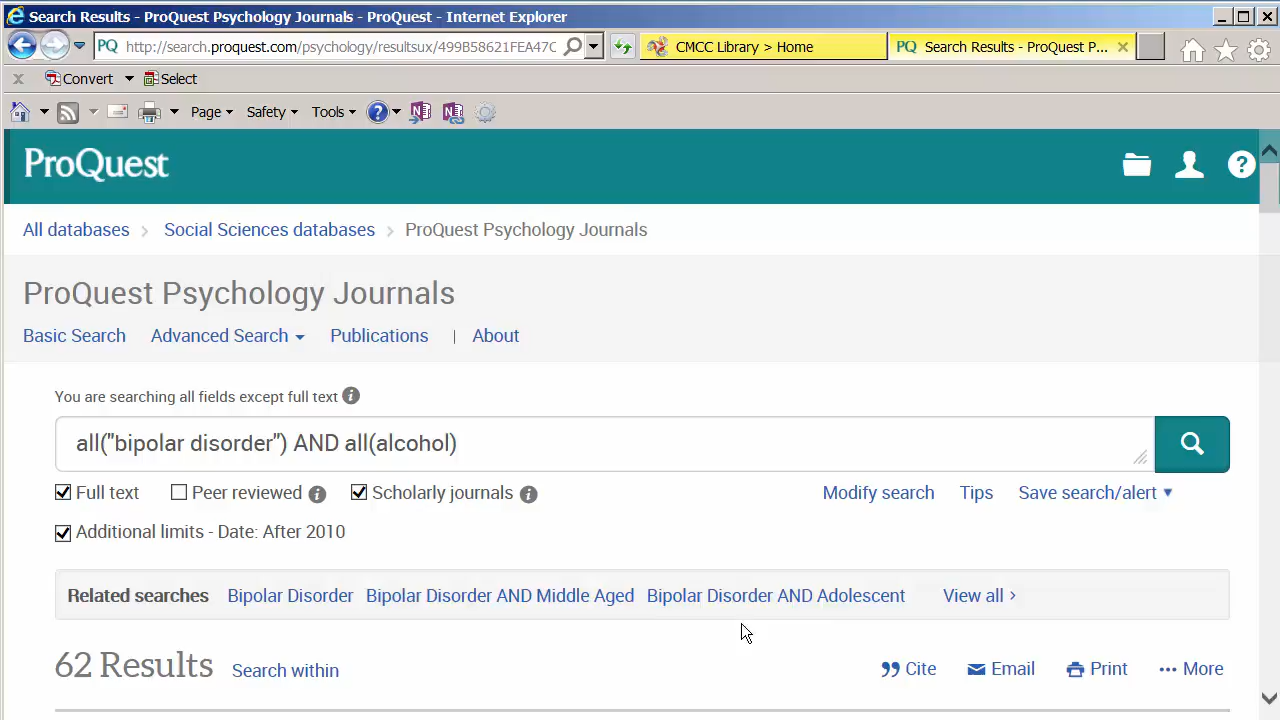 Search Results - ProQuest Psychology Journals - ProQuest - Internet Explorer
PQ http://search.proquest.com/psychology/resultsux/499B58621FEA47C
CMCC Library > Home
PQ Search Results - ProQuest P...
Convert Select
Page Safety Tools
ProQuest
All databases Social Sciences databases ProQuest Psychology Journals
ProQuest Psychology Journals
Basic Search Advanced Search Publications | About
You are searching all fields except full text
all("bipolar disorder") AND all(alcohol)
Full text Peer reviewed Scholarly journals Modify search Tips Save search/alert
Additional limits - Date: After 2010
Related searches Bipolar Disorder Bipolar Disorder AND Middle Aged Bipolar Disorder AND Adolescent View all >
62 Results Search within Cite Email Print More